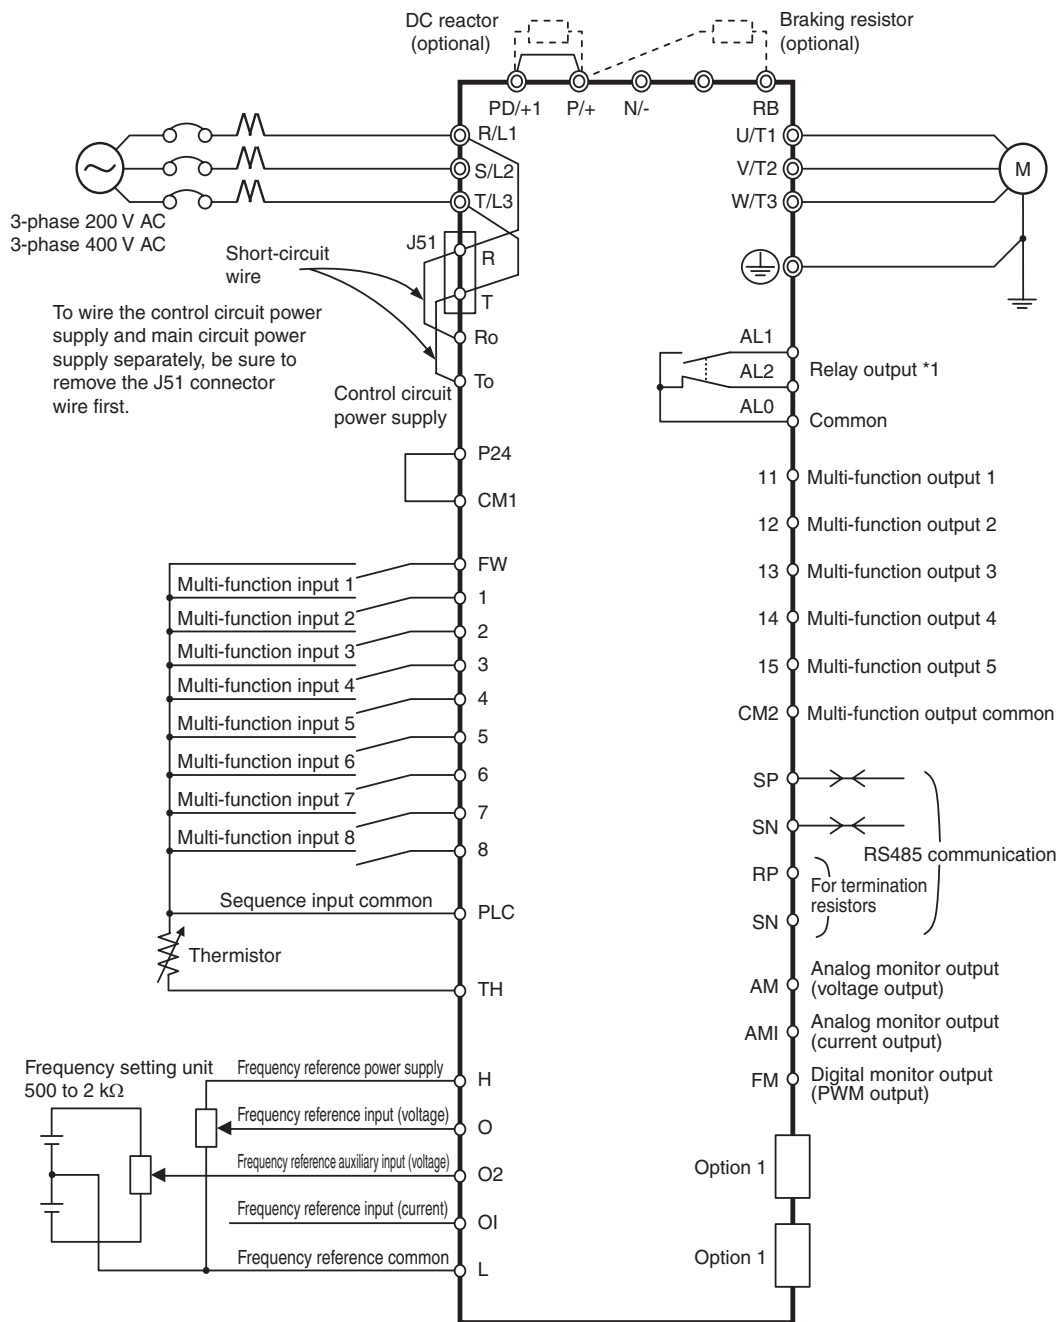 DC reactor
(optional)
Braking resistor
(optional)
PD/+1
P/+
N/-
RB
R/L1
S/L2
T/L3
U/T1
V/T2
W/T3
M
3-phase 200 V AC
3-phase 400 V AC
J51
R
T
Short-circuit
wire
To wire the control circuit power
supply and main circuit power
supply separately, be sure to
remove the J51 connector
wire first.
Ro
To
Control circuit
power supply
AL1
AL2
Relay output *1
AL0
Common
P24
CM1
11 Multi-function output 1
12 Multi-function output 2
13 Multi-function output 3
14 Multi-function output 4
15 Multi-function output 5
CM2 Multi-function output common
FW
Multi-function input 1
1
Multi-function input 2
2
Multi-function input 3
3
Multi-function input 4
4
Multi-function input 5
5
Multi-function input 6
6
Multi-function input 7
7
Multi-function input 8
8
Sequence input common
PLC
Thermistor
TH
SP
SN
RS485 communication
RP
For termination
resistors
SN
AM
Analog monitor output
(voltage output)
AMI
Analog monitor output
(current output)
FM
Digital monitor output
(PWM output)
Frequency setting unit
500 to 2 kΩ
Frequency reference power supply
H
Frequency reference input (voltage)
O
Frequency reference auxiliary input (voltage)
O2
Frequency reference input (current)
OI
Frequency reference common
L
Option 1
Option 1